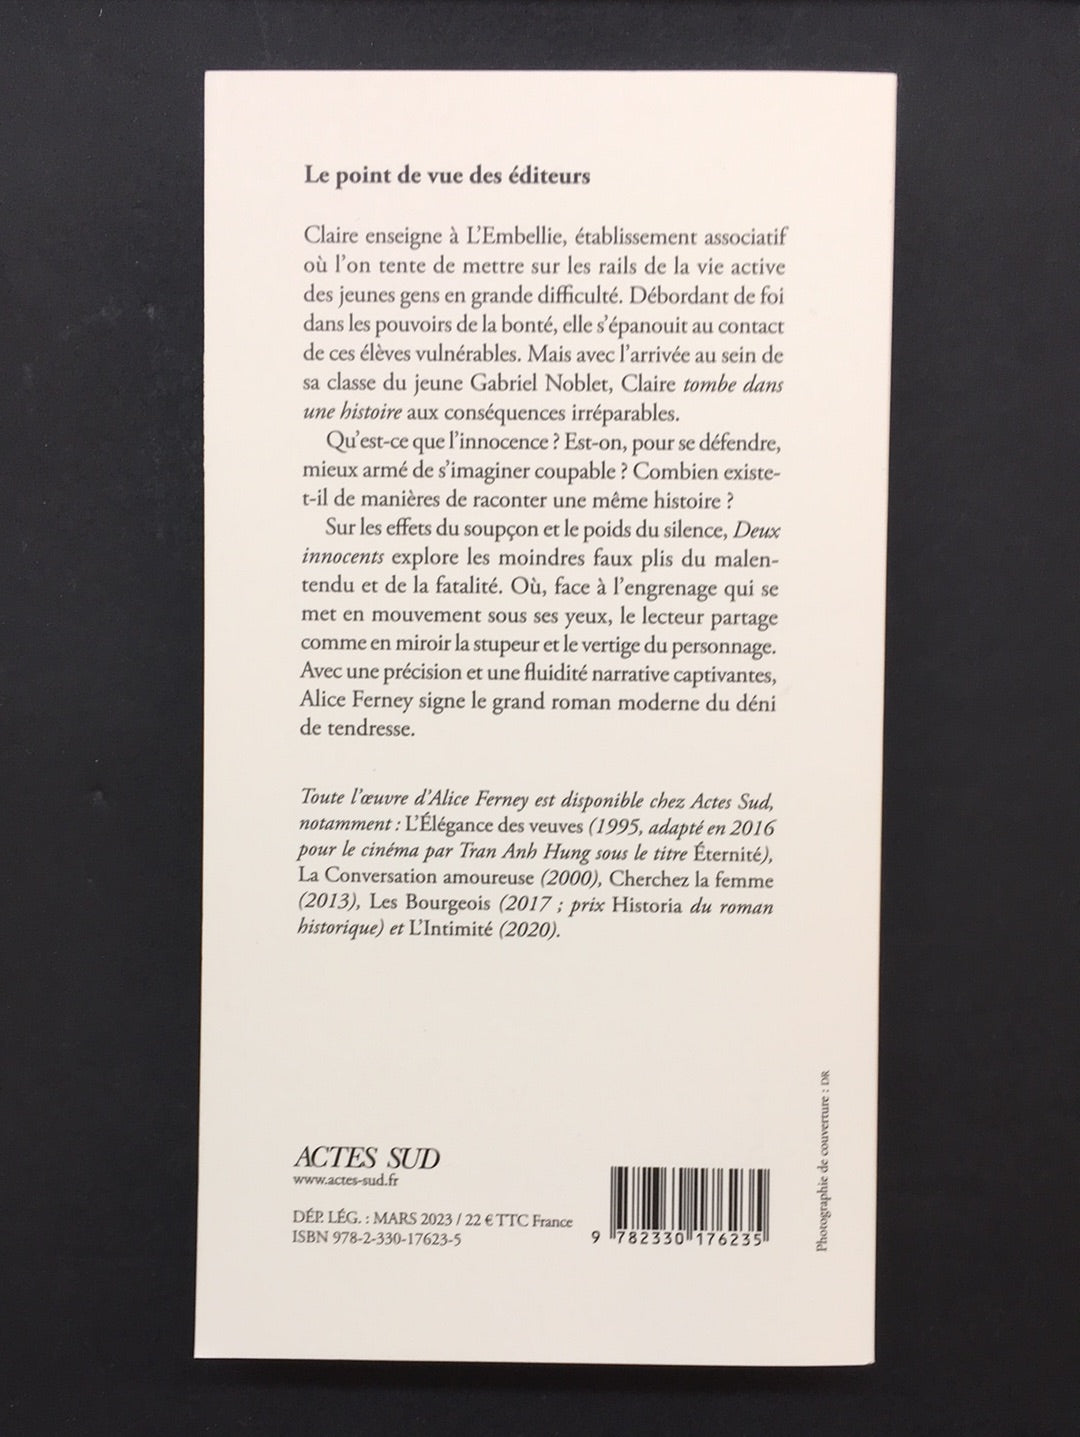 Le point de vue des éditeurs
Claire enseigne à L'Embellie, établissement associatif
où l'on tente de mettre sur les rails de la vie active
des jeunes gens en grande difficulté. Débordant de foi
dans les pouvoirs de la bonté, elle s'épanouit au contact
de ces élèves vulnérables. Mais avec l'arrivée au sein de
sa classe du jeune Gabriel Noblet, Claire tombe dans
une histoire aux conséquences irréparables.
Qu'est-ce que l'innocence ? Est-on, pour se défendre,
mieux armé de s'imaginer coupable ? Combien existe-
t-il de manières de raconter une même histoire ?
Sur les effets du soupçon et le poids du silence, Deux
innocents explore les moindres faux plis du malen-
tendu et de la fatalité. Où, face à l'engrenage qui se
met en mouvement sous ses yeux, le lecteur partage
comme en miroir la stupeur et le vertige du personnage.
Avec une précision et une fluidité narrative captivantes,
Alice Ferney signe le grand roman moderne du déni
de tendresse.
Toute l'œuvre d'Alice Ferney est disponible chez Actes Sud,
notamment : L'Élégance des veuves (1995, adapté en 2016
pour le cinéma par Tran Anh Hung sous le titre Éternité),
La Conversation amoureuse (2000), Cherchez la femme
(2013), Les Bourgeois (2017 ; prix Historia du roman
historique) et L'Intimité (2020).
ACTES SUD
www.actes-sud.fr
DÉP. LÉG. : MARS 2023 / 22 € TTC France
ISBN 978-2-330-17623-5
9 782330 176235
Photographie de couverture : DR